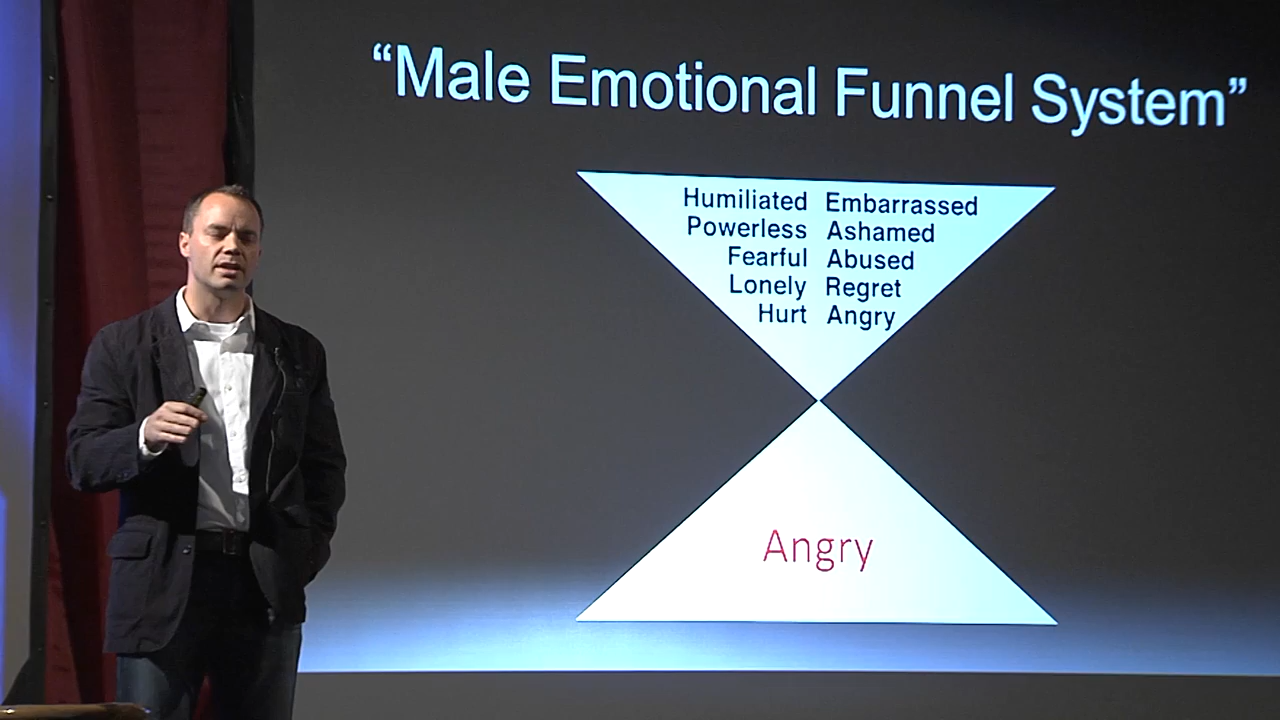 “Male Emotional Funnel System”
Humiliated Embarrassed
Powerless Ashamed
Fearful Abused
Lonely Regret
Hurt Angry
Angry